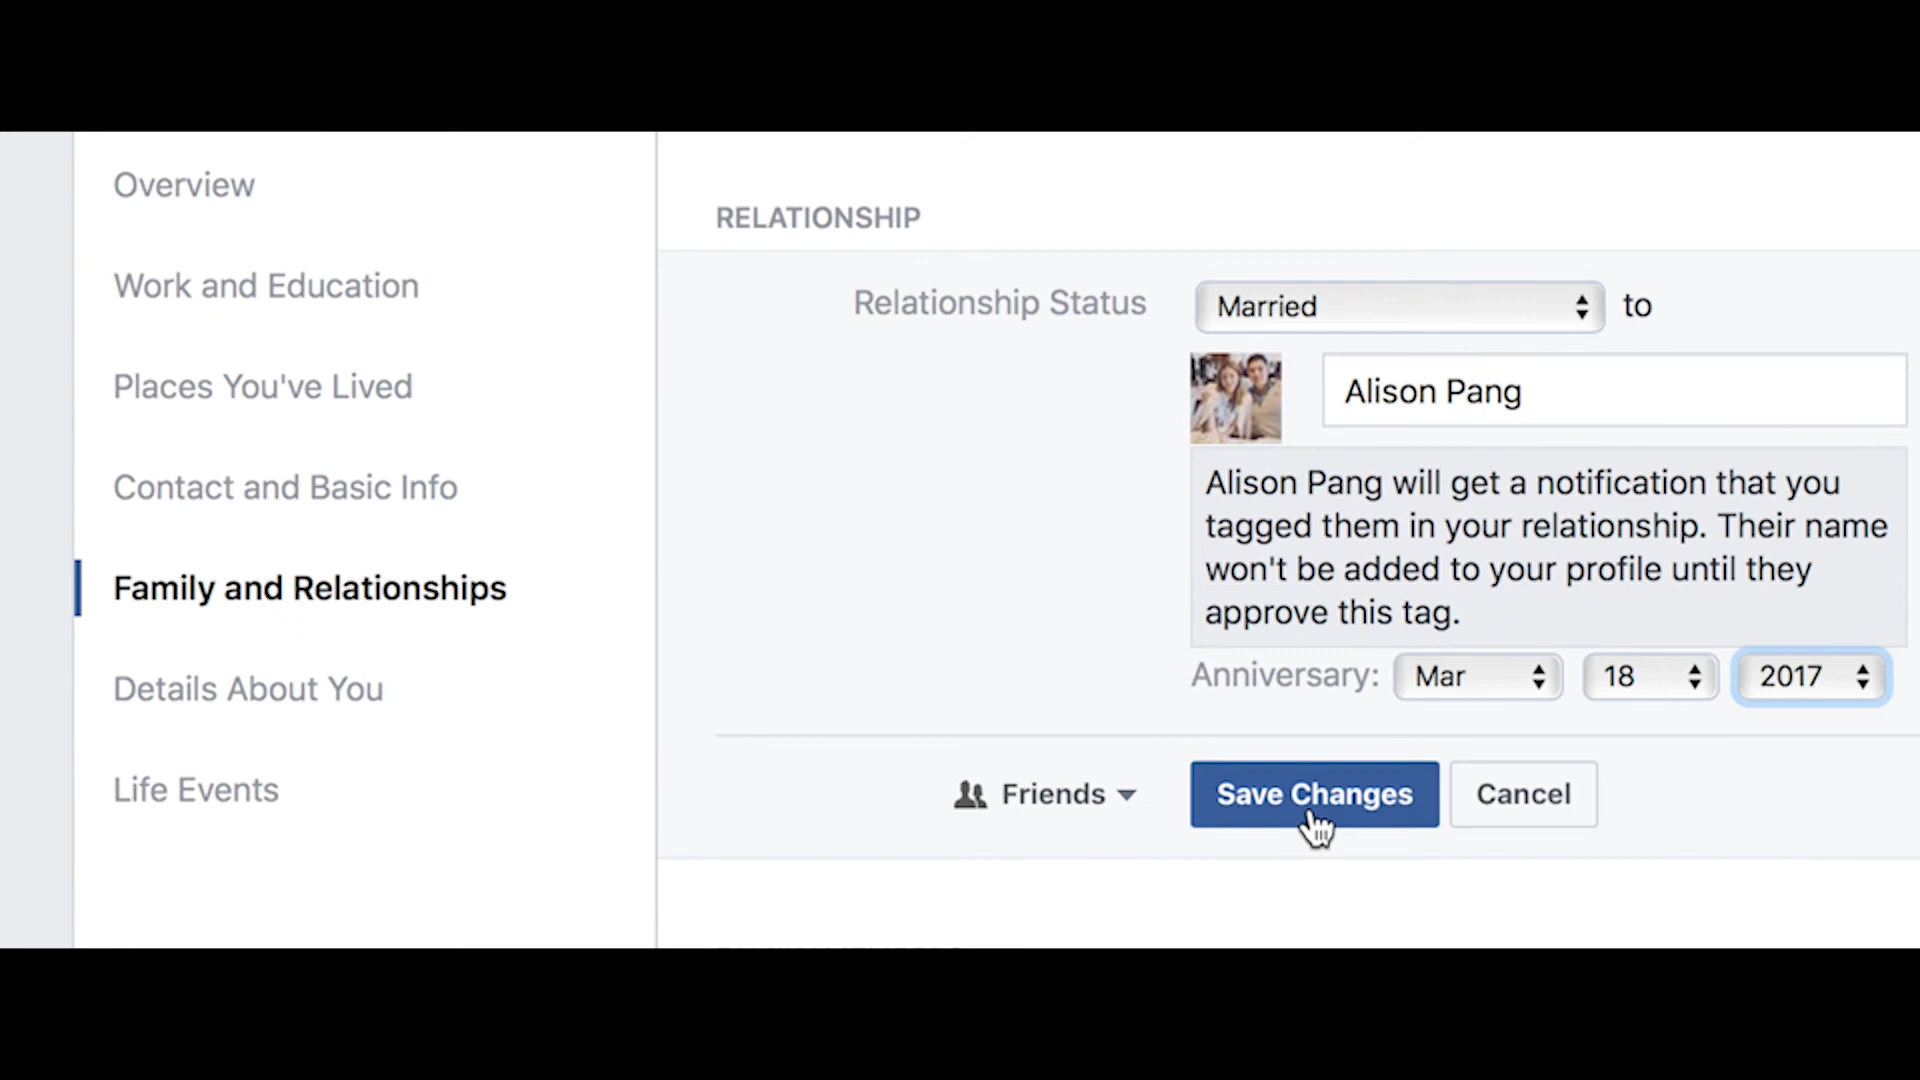 Overview
Work and Education
Places You've Lived
Contact and Basic Info
Family and Relationships
Details About You
Life Events
RELATIONSHIP
Relationship Status Married to
Alison Pang
Alison Pang will get a notification that you
tagged them in your relationship. Their name
won't be added to your profile until they
approve this tag.
Anniversary: Mar 18 2017
Friends Save Changes Cancel